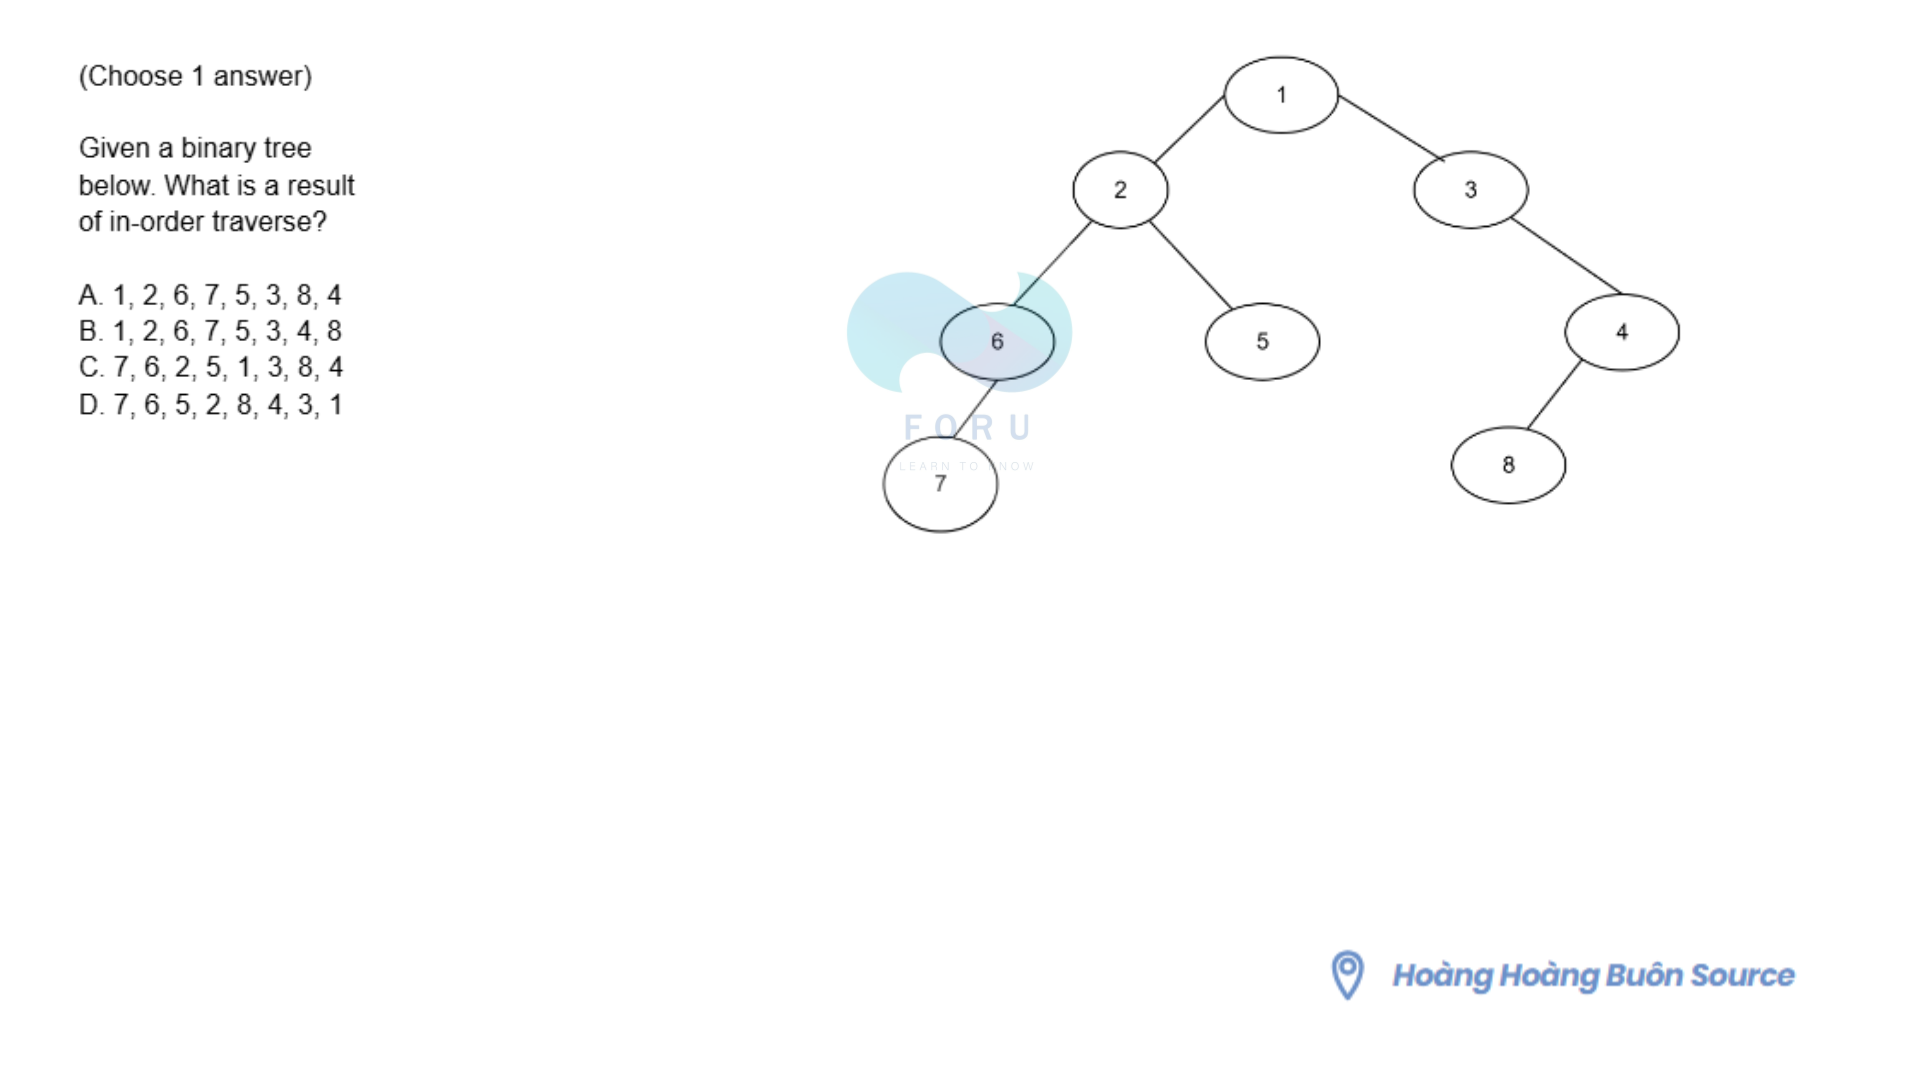 (Choose 1 answer)
Given a binary tree
below. What is a result
of in-order traverse?
A. 1, 2, 6, 7, 5, 3, 8, 4
B. 1, 2, 6, 7, 5, 3, 4, 8
C. 7, 6, 2, 5, 1, 3, 8, 4
D. 7, 6, 5, 2, 8, 4, 3, 1
1
2
3
6
5
4
FORU
LEARN TO KNOW
7
8
Hoàng Hoàng Buôn Source